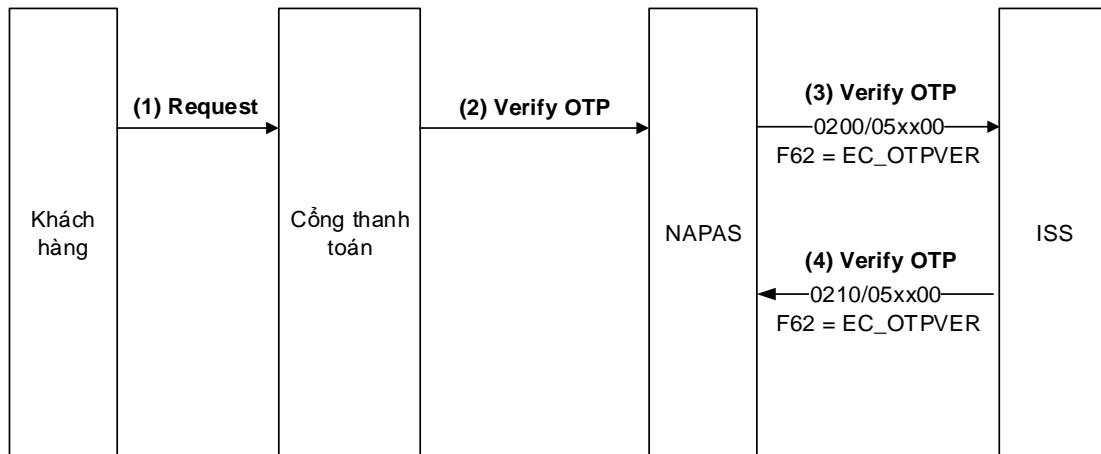 (1) Request
(2) Verify OTP
(3) Verify OTP
0200/05xx00
F62 = EC_OTPVER
Khách
hàng
Cổng thanh
toán
NAPAS
ISS
(4) Verify OTP
0210/05xx00
F62 = EC_OTPVER